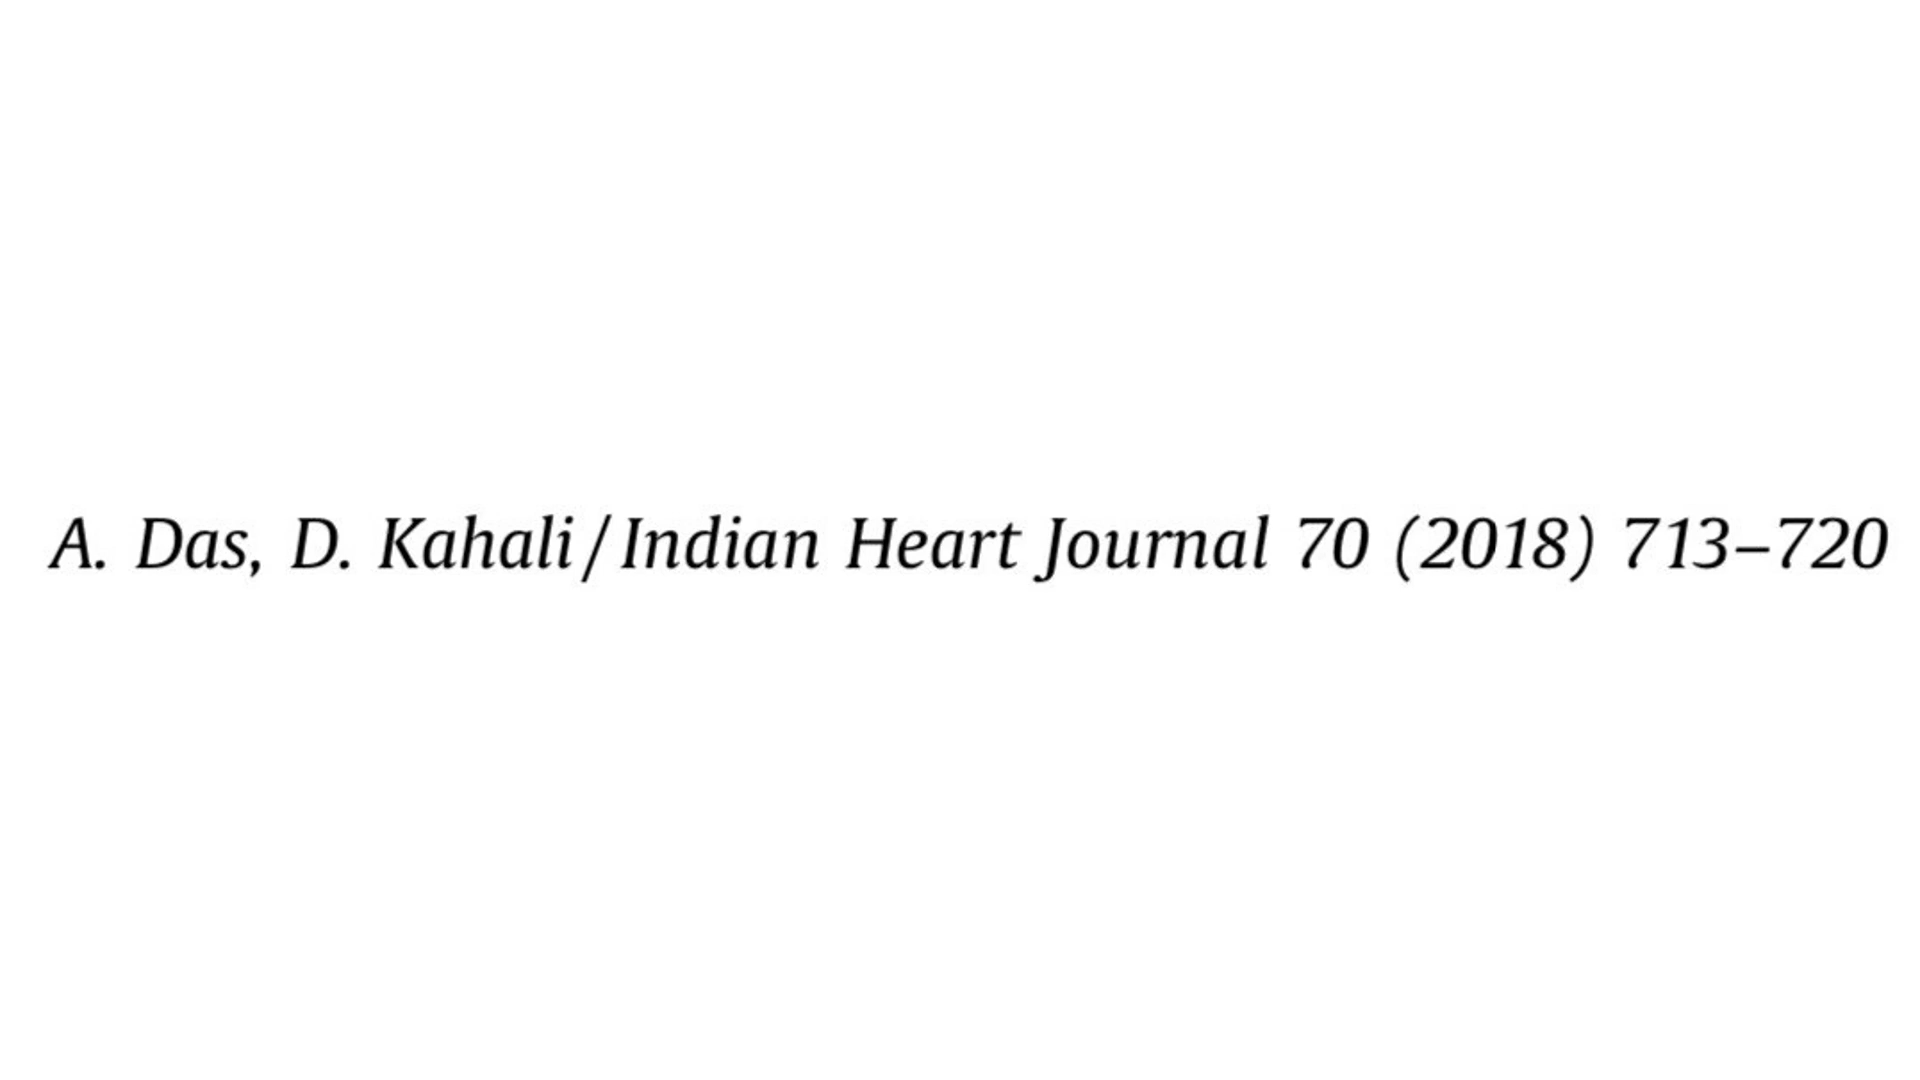 A. Das, D. Kahali / Indian Heart Journal 70 (2018) 713–720